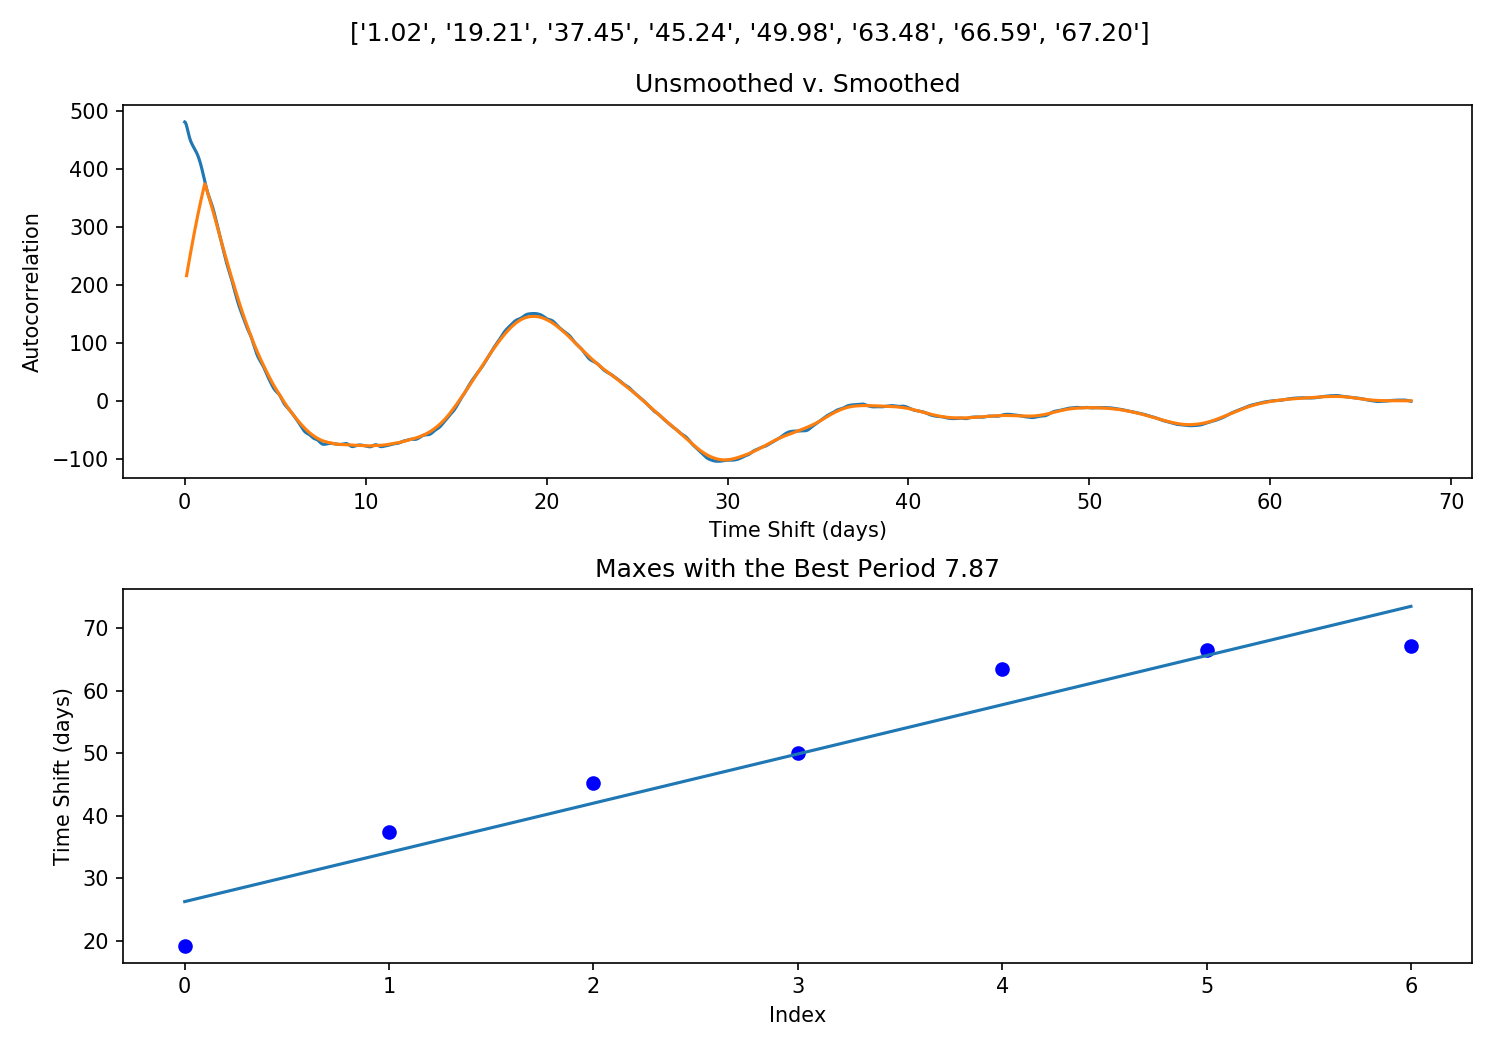 ['1.02', '19.21', '37.45', '45.24', '49.98', '63.48', '66.59', '67.20']
Unsmoothed v. Smoothed
500
400
300
200
100
0
−100
Autocorrelation
0 10 20 30 40 50 60 70
Time Shift (days)
Maxes with the Best Period 7.87
70
60
50
40
30
20
Time Shift (days)
0 1 2 3 4 5 6
Index